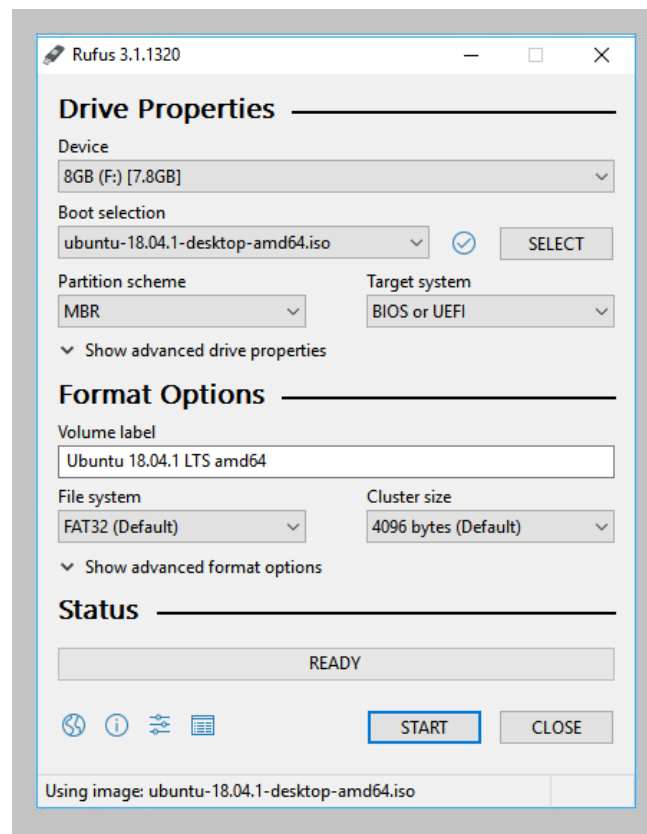 Rufus 3.1.1320
Drive Properties
Device
8GB (F:) [7.8GB]
Boot selection
ubuntu-18.04.1-desktop-amd64.iso
SELECT
Partition scheme
Target system
MBR
BIOS or UEFI
Show advanced drive properties
Format Options
Volume label
Ubuntu 18.04.1 LTS amd64
File system
Cluster size
FAT32 (Default)
4096 bytes (Default)
Show advanced format options
Status
READY
START
CLOSE
Using image: ubuntu-18.04.1-desktop-amd64.iso